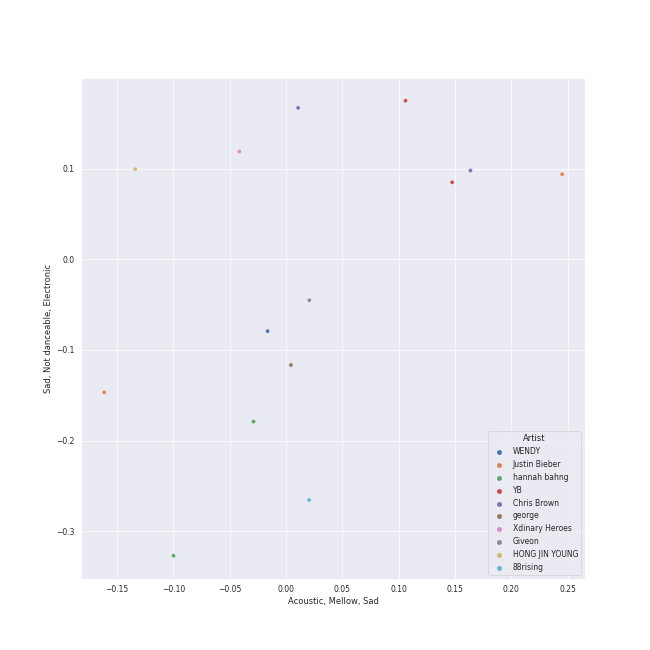 0.1
0.0
−0.1
−0.2
−0.3
Sad, Not danceable, Electronic
−0.15 −0.10 −0.05 0.00 0.05 0.10 0.15 0.20 0.25
Acoustic, Mellow, Sad
Artist
WENDY
Justin Bieber
hannah bahng
YB
Chris Brown
george
Xdinary Heroes
Giveon
HONG JIN YOUNG
88rising